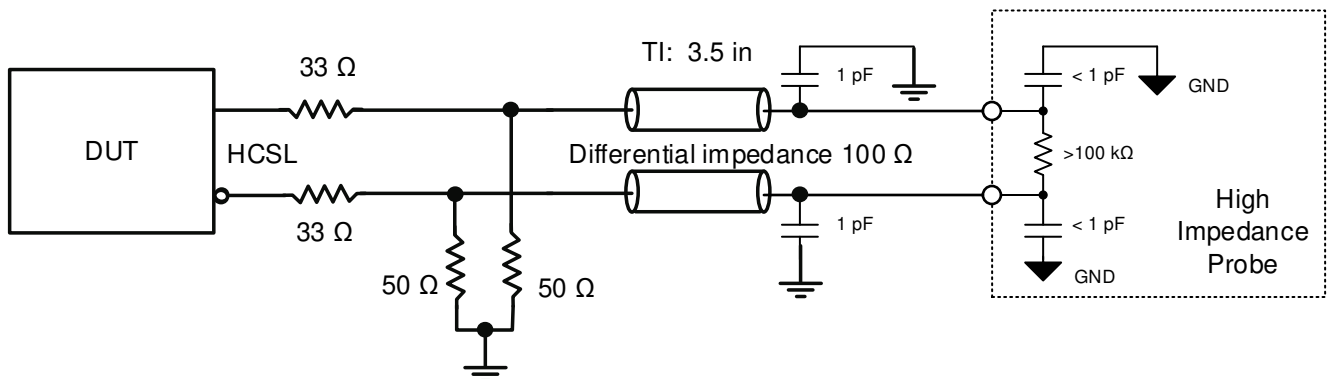 TI: 3.5 in
33 Ω
1 pF
< 1 pF
GND
DUT
HCSL
Differential impedance 100 Ω
>100 kΩ
33 Ω
1 pF
< 1 pF
High
Impedance
Probe
50 Ω
50 Ω
GND